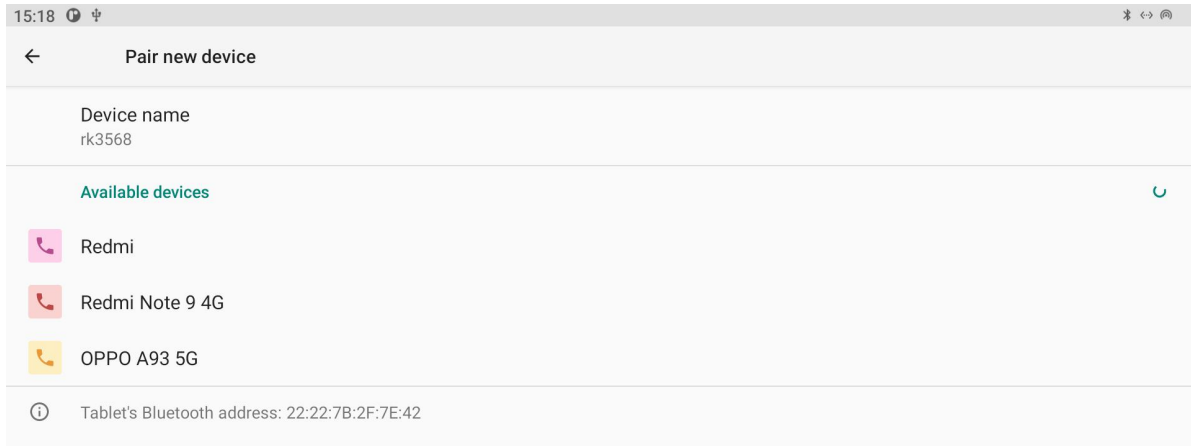 15:18
Pair new device
Device name
rk3568
Available devices
Redmi
Redmi Note 9 4G
OPPO A93 5G
Tablet's Bluetooth address: 22:22:7B:2F:7E:42